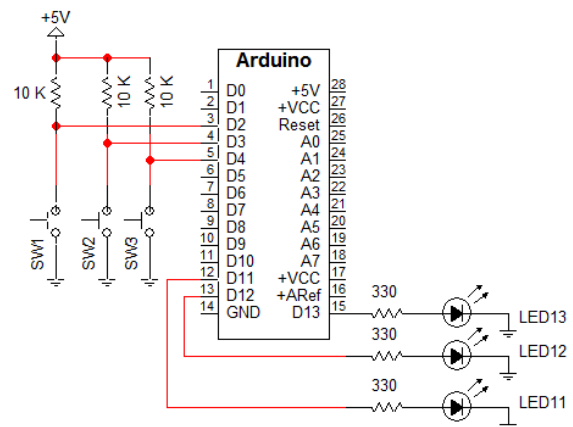 +5V
10 K
10 K
10 K
Arduino
1 D0 +5V 28
2 D1 +VCC 27
3 D2 Reset 26
4 D3 A0 25
5 D4 A1 24
6 D5 A2 23
7 D6 A3 22
8 D7 A4 21
9 D8 A5 20
10 D9 A6 19
11 D10 A7 18
12 D11 +VCC 17
13 D12 +ARef 16
14 GND D13 15
SW1
SW2
SW3
330
LED13
330
LED12
330
LED11